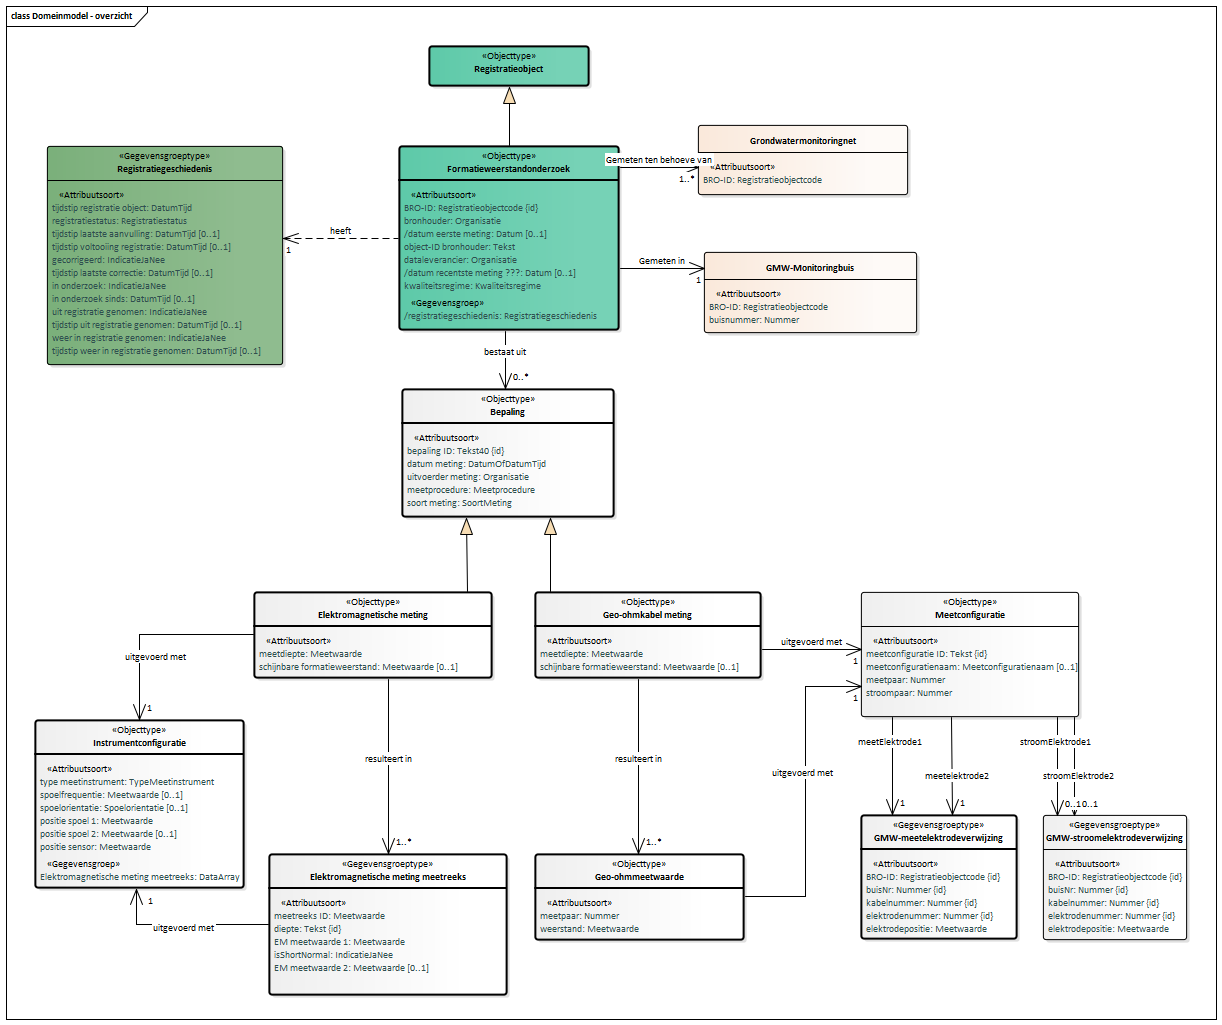 class Domeinmodel - overzicht
«Objecttype»
Registratieobject
«Gegevensgroeptype»
Registratiegeschiedenis
«Attribuutsoort»
tijdstip registratie object: DatumTijd
registratiestatus: Registratiestatus
tijdstip laatste aanvulling: DatumTijd [0..1]
tijdstip voltooiing registratie: DatumTijd [0..1]
gecorrigeerd: IndicatieJaNee
tijdstip laatste correctie: DatumTijd [0..1]
in onderzoek: IndicatieJaNee
in onderzoek sinds: DatumTijd [0..1]
uit registratie genomen: IndicatieJaNee
tijdstip uit registratie genomen: DatumTijd [0..1]
weer in registratie genomen: IndicatieJaNee
tijdstip weer in registratie genomen: DatumTijd [0..1]
heeft
1
«Objecttype»
Formatieweerstandonderzoek
«Attribuutsoort»
BRO-ID: Registratieobjectcode {id}
bronhouder: Organisatie
/datum eerste meting: Datum [0..1]
object-ID bronhouder: Tekst
dataleverancier: Organisatie
/datum recentste meting ???: Datum [0..1]
kwaliteitsregime: Kwaliteitsregime
«Gegevensgroep»
/registratiegeschiedenis: Registratiegeschiedenis
Gemeten ten behoeve van
1..*
Grondwatermonitoringnet
«Attribuutsoort»
BRO-ID: Registratieobjectcode
Gemeten in
1
GMW-Monitoringbuis
«Attribuutsoort»
BRO-ID: Registratieobjectcode
buisnummer: Nummer
bestaat uit
0..*
«Objecttype»
Bepaling
«Attribuutsoort»
bepaling ID: Tekst40 {id}
datum meting: DatumOfDatumTijd
uitvoerder meting: Organisatie
meetprocedure: Meetprocedure
soort meting: SoortMeting
«Objecttype»
Elektromagnetische meting
«Attribuutsoort»
meetdiepte: Meetwaarde
schijnbare formatieweerstand: Meetwaarde [0..1]
«Objecttype»
Geo-ohmkabel meting
«Attribuutsoort»
meetdiepte: Meetwaarde
schijnbare formatieweerstand: Meetwaarde [0..1]
uitgevoerd met
1
«Objecttype»
Meetconfiguratie
«Attribuutsoort»
meetconfiguratie ID: Tekst {id}
meetconfiguratienaam: Meetconfiguratienaam [0..1]
meetpaar: Nummer
stroompaar: Nummer
uitgevoerd met
1
«Objecttype»
Instrumentconfiguratie
«Attribuutsoort»
type meetinstrument: TypeMeetinstrument
spoelfrequentie: Meetwaarde [0..1]
spoelorientatie: Spoelorientatie [0..1]
positie spoel 1: Meetwaarde
positie spoel 2: Meetwaarde [0..1]
positie sensor: Meetwaarde
«Gegevensgroep»
Elektromagnetische meting meetreeks: DataArray
resulteert in
1..*
resulteert in
1..*
uitgevoerd met
1
meetElektrode1
1
meetelektrode2
1
stroomElektrode1
stroomElektrode2
0..1
0..1
«Gegevensgroeptype»
Elektromagnetische meting meetreeks
«Attribuutsoort»
meetreeks ID: Meetwaarde
diepte: Tekst {id}
EM meetwaarde 1: Meetwaarde
isShortNormal: IndicatieJaNee
EM meetwaarde 2: Meetwaarde [0..1]
1
uitgevoerd met
«Objecttype»
Geo-ohmmeetwaarde
«Attribuutsoort»
meetpaar: Nummer
weerstand: Meetwaarde
«Gegevensgroeptype»
GMW-meetelektrodeverwijzing
«Attribuutsoort»
BRO-ID: Registratieobjectcode {id}
buisNr: Nummer {id}
kabelnummer: Nummer {id}
elektrodenummer: Nummer {id}
elektrodepositie: Meetwaarde
«Gegevensgroeptype»
GMW-stroomelektrodeverwijzing
«Attribuutsoort»
BRO-ID: Registratieobjectcode {id}
buisNr: Nummer {id}
kabelnummer: Nummer {id}
elektrodenummer: Nummer {id}
elektrodepositie: Meetwaarde